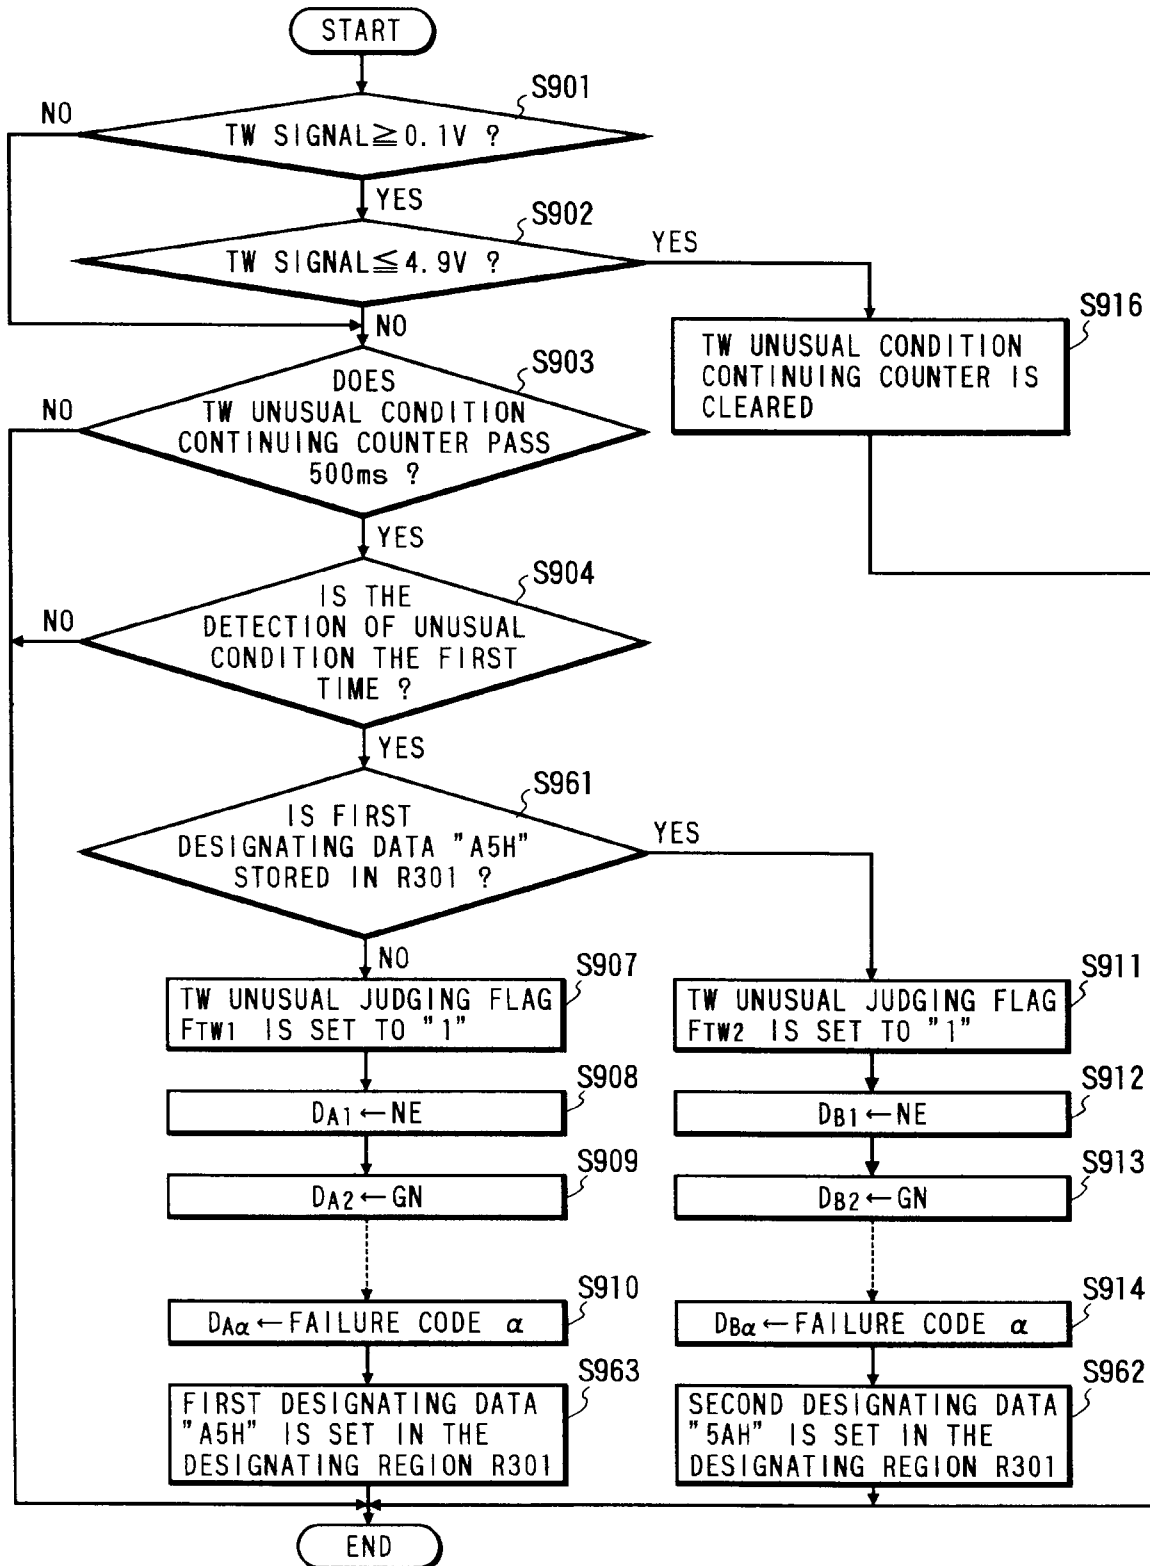 START
S901
NO
TW SIGNAL≧0.1V ?
YES
S902
TW SIGNAL≦4.9V ?
YES
NO
S916
TW UNUSUAL CONDITION
CONTINUING COUNTER IS
CLEARED
S903
NO
DOES
TW UNUSUAL CONDITION
CONTINUING COUNTER PASS
500ms ?
YES
S904
NO
IS THE
DETECTION OF UNUSUAL
CONDITION THE FIRST
TIME ?
YES
S961
IS FIRST
DESIGNATING DATA "A5H"
STORED IN R301 ?
YES
NO
S907
TW UNUSUAL JUDGING FLAG
FTW1 IS SET TO "1"
S908
DA1←NE
S909
DA2←GN
S910
DAα←FAILURE CODE α
S963
FIRST DESIGNATING DATA
"A5H" IS SET IN THE
DESIGNATING REGION R301
S911
TW UNUSUAL JUDGING FLAG
FTW2 IS SET TO "1"
S912
DB1←NE
S913
DB2←GN
S914
DBα←FAILURE CODE α
S962
SECOND DESIGNATING DATA
"5AH" IS SET IN THE
DESIGNATING REGION R301
END